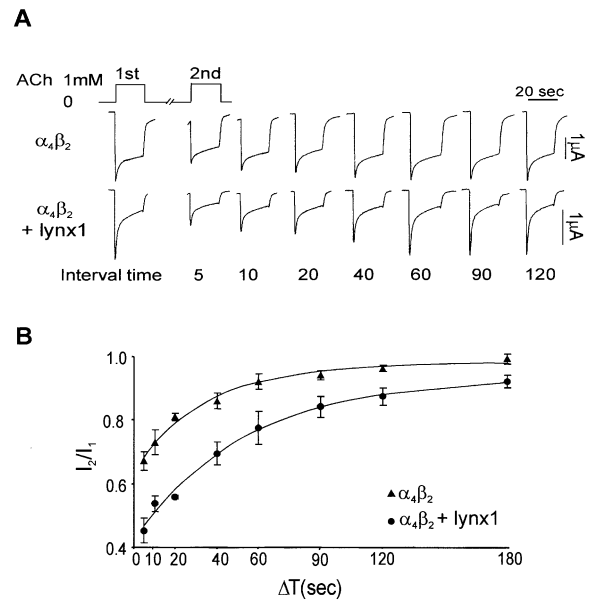 A
ACh 1mM 1st 2nd
0
20 sec
α4β2
1μA
α4β2
+ lynx1
1μA
Interval time 5 10 20 40 60 90 120
B
1.0
0.8
0.6
0.4
I2/I1
α4β2
α4β2 + lynx1
0 10 20 40 60 90 120 180
ΔT(sec)